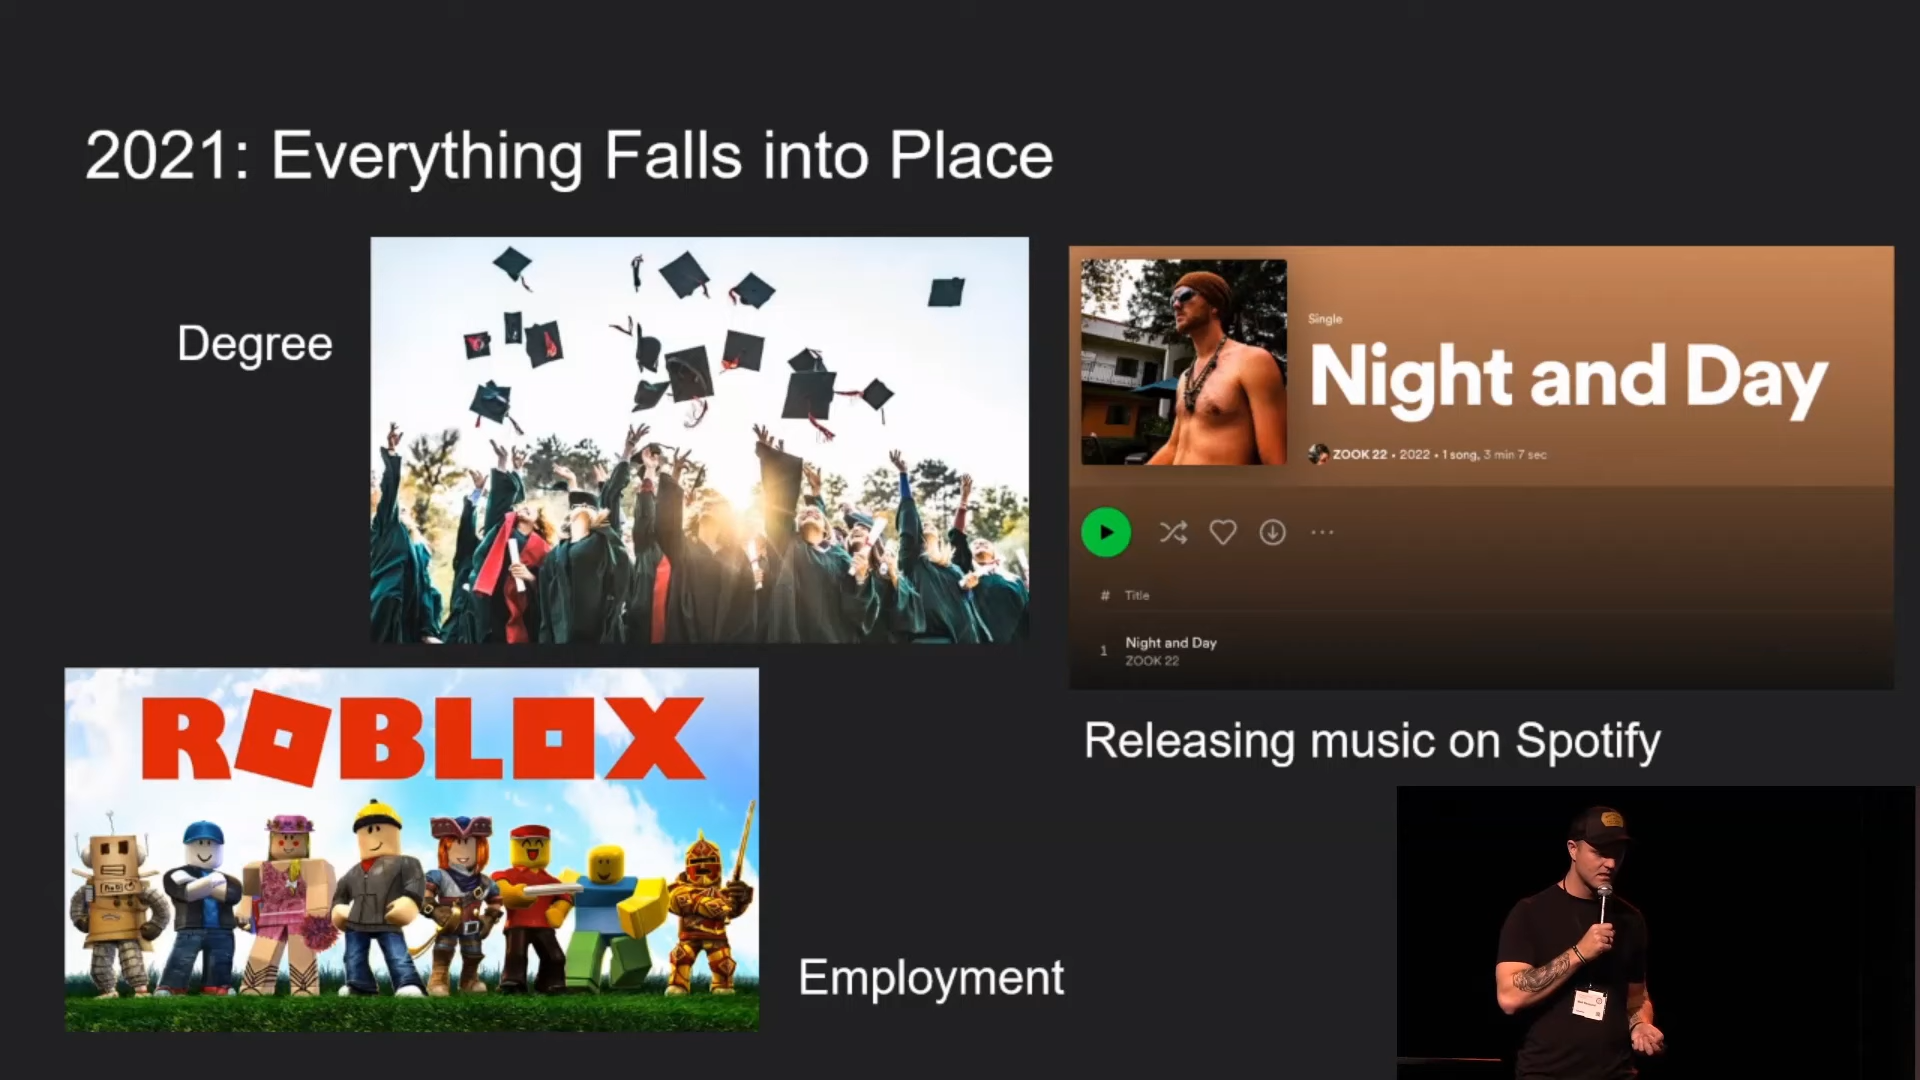 2021: Everything Falls into Place
Degree
Single
Night and Day
ZOOK 22 • 2022 • 1 song, 3 min 7 sec
# Title
1 Night and Day
ZOOK 22
ROBLOX
Releasing music on Spotify
Employment